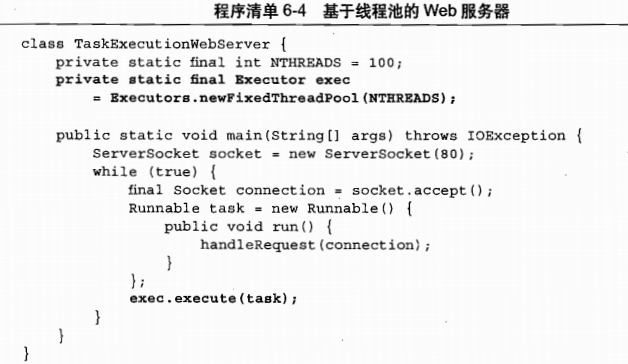 程序清单 6-4 基于线程池的 Web 服务器
class TaskExecutionWebServer {
    private static final int NTHREADS = 100;
    private static final Executor exec
        = Executors.newFixedThreadPool(NTHREADS);
    public static void main(String[] args) throws IOException {
        ServerSocket socket = new ServerSocket(80);
        while (true) {
            final Socket connection = socket.accept();
            Runnable task = new Runnable() {
                public void run() {
                    handleRequest(connection);
                }
            };
            exec.execute(task);
        }
    }
}